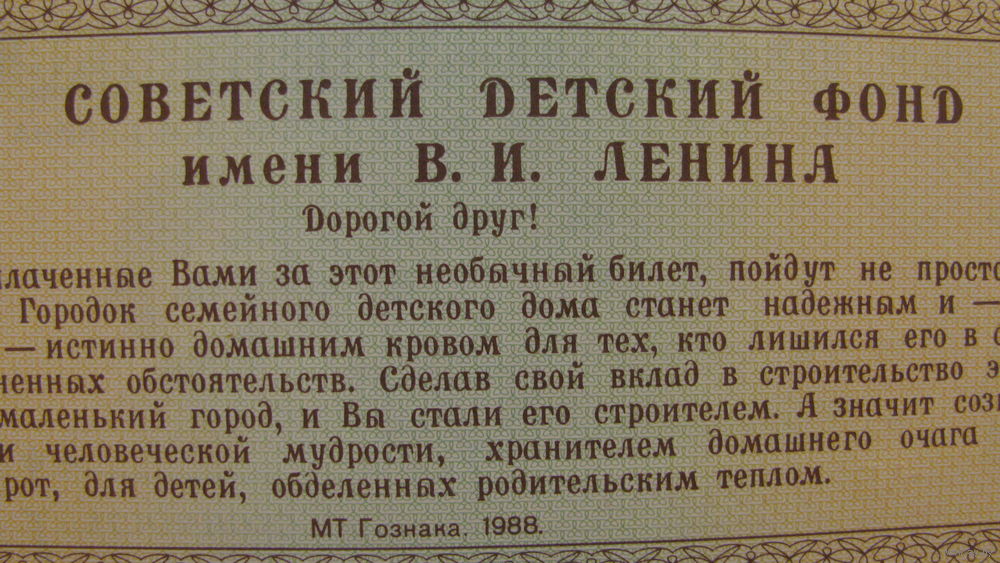 СОВЕТСКИЙ ДЕТСКИЙ ФОНД
имени В. И. ЛЕНИНА
Дорогой друг!
лаченные Вами за этот необычный билет, пойдут не просто
Городок семейного детского дома станет надежным и —
— истинно домашним кровом для тех, кто лишился его в с
ненных обстоятельств. Сделав свой вклад в строительство э
маленький город, и Вы стали его строителем. А значит соз
и человеческой мудрости, хранителем домашнего очага
рот, для детей, обделенных родительским теплом.
МТ Гознака. 1988.